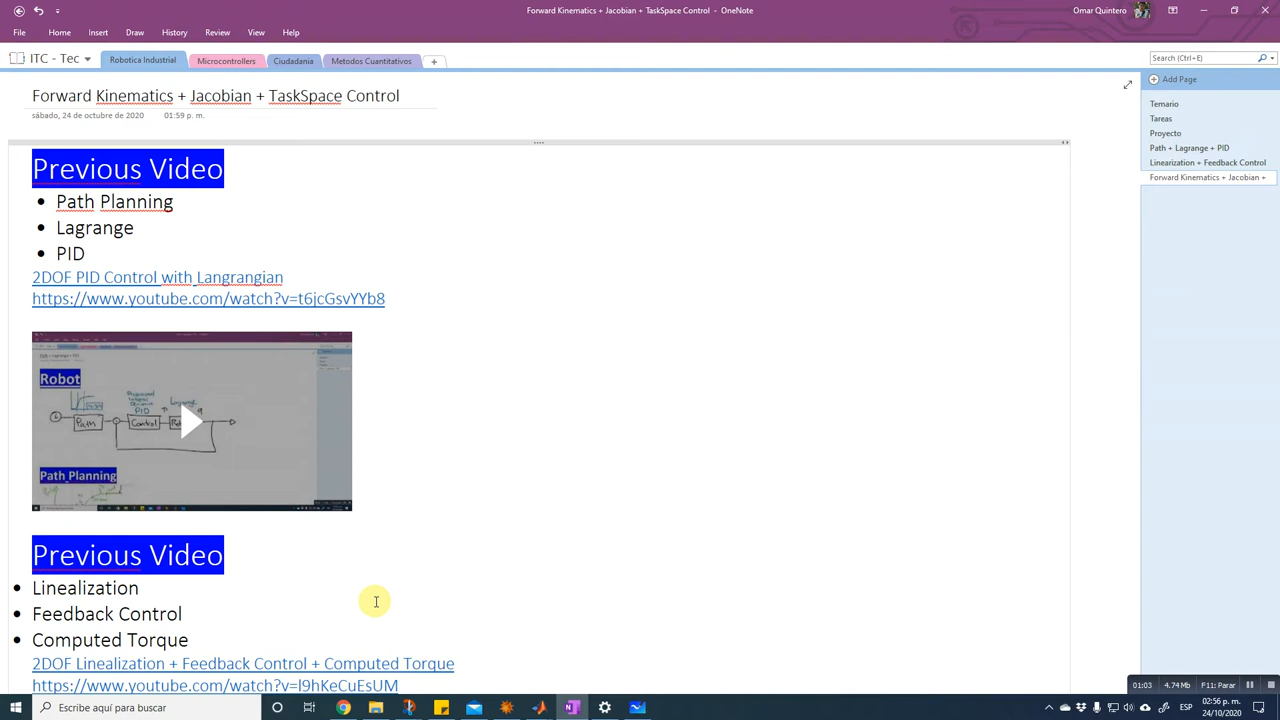 Forward Kinematics + Jacobian + TaskSpace Control - OneNote
Omar Quintero
File Home Insert Draw History Review View Help
ITC - Tec
Robotica Industrial
Microcontrollers
Ciudadania
Metodos Cuantitativos
Search (Ctrl+E)
Add Page
Temario
Tareas
Proyecto
Path + Lagrange + PID
Linearization + Feedback Control
Forward Kinematics + Jacobian +
Forward Kinematics + Jacobian + TaskSpace Control
sábado, 24 de octubre de 2020 01:59 p. m.
Previous Video
• Path Planning
• Lagrange
• PID
2DOF PID Control with Langrangian
https://www.youtube.com/watch?v=t6jcGsvYYb8
Robot
Path
PID
Control
Lagrange
Path Planning
Previous Video
• Linealization
• Feedback Control
• Computed Torque
2DOF Linealization + Feedback Control + Computed Torque
https://www.youtube.com/watch?v=l9hKeCuEsUM
01:03 4.74 Mb F11: Parar
Escribe aquí para buscar
ESP
02:56 p. m.
24/10/2020